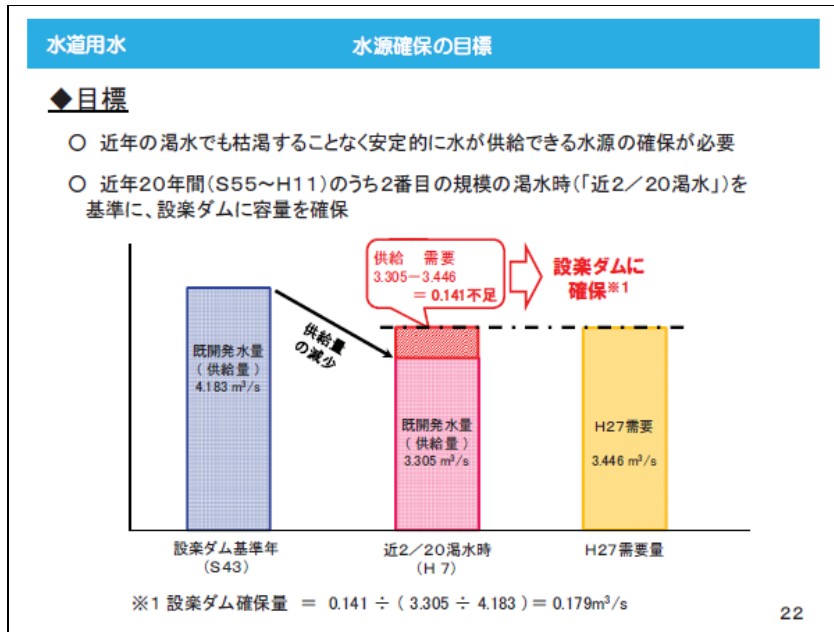 水道用水 水源確保の目標
◆目標
○ 近年の渇水でも枯渇することなく安定的に水が供給できる水源の確保が必要
○ 近年20年間(S55～H11)のうち2番目の規模の渇水時(「近2/20渇水」)を
基準に、設楽ダムに容量を確保
供給 需要
3.305－3.446
＝ 0.141不足
設楽ダムに
確保※1
供給量
の減少
既開発水量
( 供給量 )
4.183 m³/s
既開発水量
( 供給量 )
3.305 m³/s
H27需要
3.446 m³/s
設楽ダム基準年
(S43)
近2/20渇水時
(H 7)
H27需要量
※1 設楽ダム確保量 ＝ 0.141 ÷ ( 3.305 ÷ 4.183 ) ＝ 0.179m³/s
22